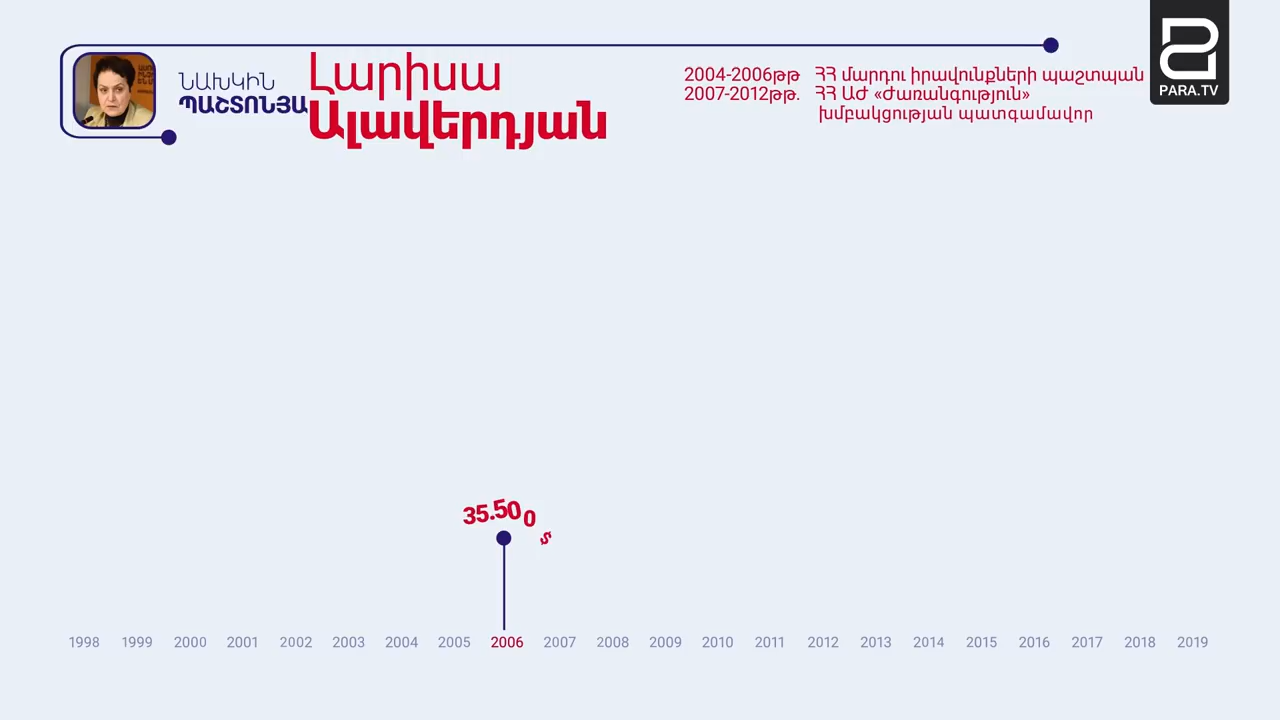 ՆԱԽԿԻՆ
ՊԱՇՏՈՆՅԱ
Լարիսա
Ալավերդյան
2004-2006թթ ՀՀ մարդու իրավունքների պաշտպան
2007-2012թթ. ՀՀ ԱԺ «Ժառանգություն»
խմբակցության պատգամավոր
PARA.TV
35.500 $
1998 1999 2000 2001 2002 2003 2004 2005 2006 2007 2008 2009 2010 2011 2012 2013 2014 2015 2016 2017 2018 2019